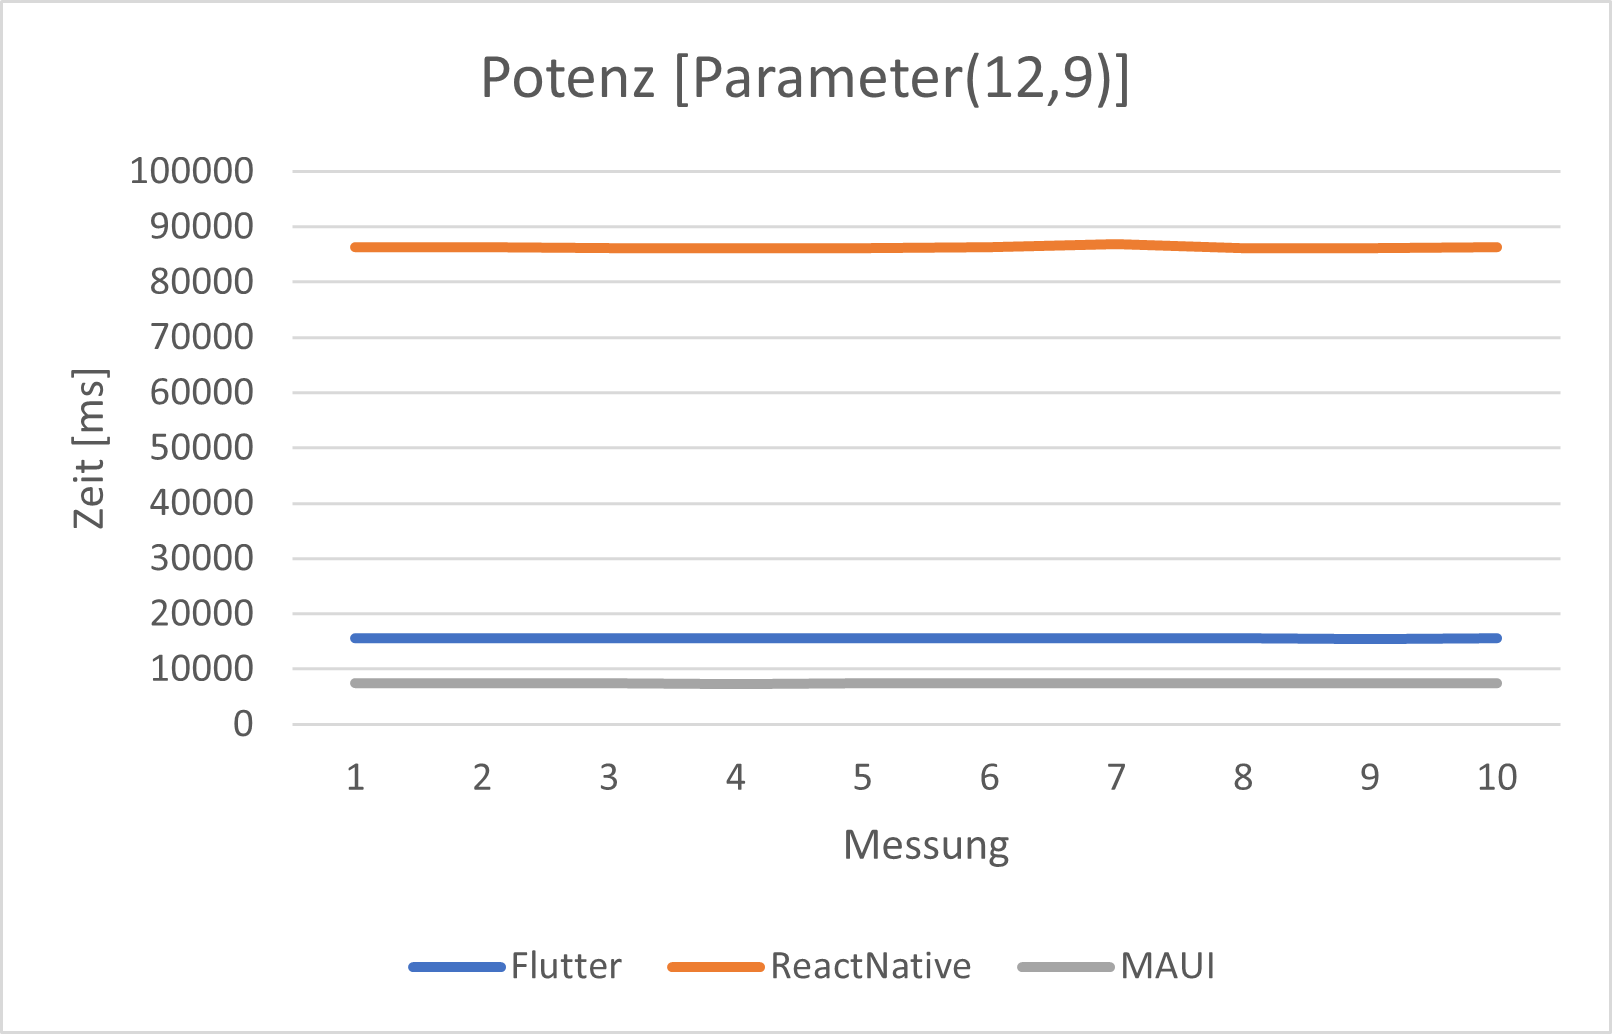 Potenz [Parameter(12,9)]
100000
90000
80000
70000
60000
50000
40000
30000
20000
10000
0
Zeit [ms]
1 2 3 4 5 6 7 8 9 10
Messung
Flutter ReactNative MAUI